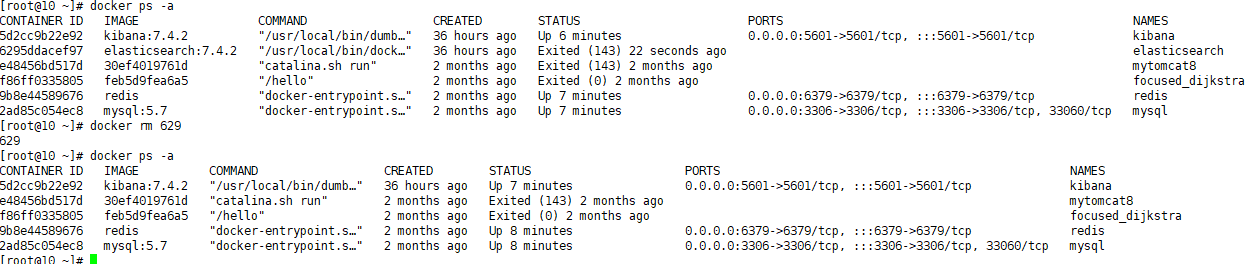 [root@10 ~]# docker ps -a
CONTAINER ID   IMAGE                 COMMAND                  CREATED        STATUS                        PORTS                                                  NAMES
5d2cc9b22e92   kibana:7.4.2          "/usr/local/bin/dumb…"   36 hours ago   Up 6 minutes                  0.0.0.0:5601->5601/tcp, :::5601->5601/tcp              kibana
6295ddacef97   elasticsearch:7.4.2   "/usr/local/bin/dock…"   36 hours ago   Exited (143) 22 seconds ago                                                          elasticsearch
e48456bd517d   30ef4019761d          "catalina.sh run"        2 months ago   Exited (143) 2 months ago                                                            mytomcat8
f86ff0335805   feb5d9fea6a5          "/hello"                 2 months ago   Exited (0) 2 months ago                                                              focused_dijkstra
9b8e44589676   redis                 "docker-entrypoint.s…"   2 months ago   Up 7 minutes                  0.0.0.0:6379->6379/tcp, :::6379->6379/tcp              redis
2ad85c054ec8   mysql:5.7             "docker-entrypoint.s…"   2 months ago   Up 7 minutes                  0.0.0.0:3306->3306/tcp, :::3306->3306/tcp, 33060/tcp   mysql
[root@10 ~]# docker rm 629
629
[root@10 ~]# docker ps -a
CONTAINER ID   IMAGE          COMMAND                  CREATED        STATUS                      PORTS                                                  NAMES
5d2cc9b22e92   kibana:7.4.2   "/usr/local/bin/dumb…"   36 hours ago   Up 7 minutes                0.0.0.0:5601->5601/tcp, :::5601->5601/tcp              kibana
e48456bd517d   30ef4019761d   "catalina.sh run"        2 months ago   Exited (143) 2 months ago                                                          mytomcat8
f86ff0335805   feb5d9fea6a5   "/hello"                 2 months ago   Exited (0) 2 months ago                                                            focused_dijkstra
9b8e44589676   redis          "docker-entrypoint.s…"   2 months ago   Up 8 minutes                0.0.0.0:6379->6379/tcp, :::6379->6379/tcp              redis
2ad85c054ec8   mysql:5.7      "docker-entrypoint.s…"   2 months ago   Up 8 minutes                0.0.0.0:3306->3306/tcp, :::3306->3306/tcp, 33060/tcp   mysql
[root@10 ~]#